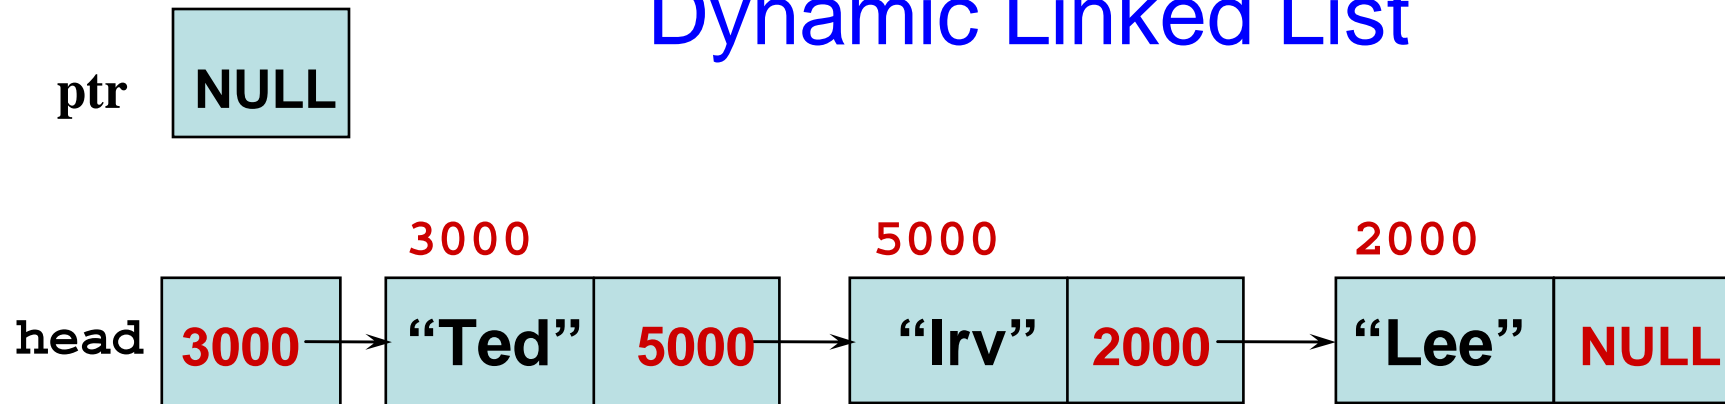 Dynamic Linked List
ptr NULL
3000 5000 2000
head 3000 “Ted” 5000 “Irv” 2000 “Lee” NULL